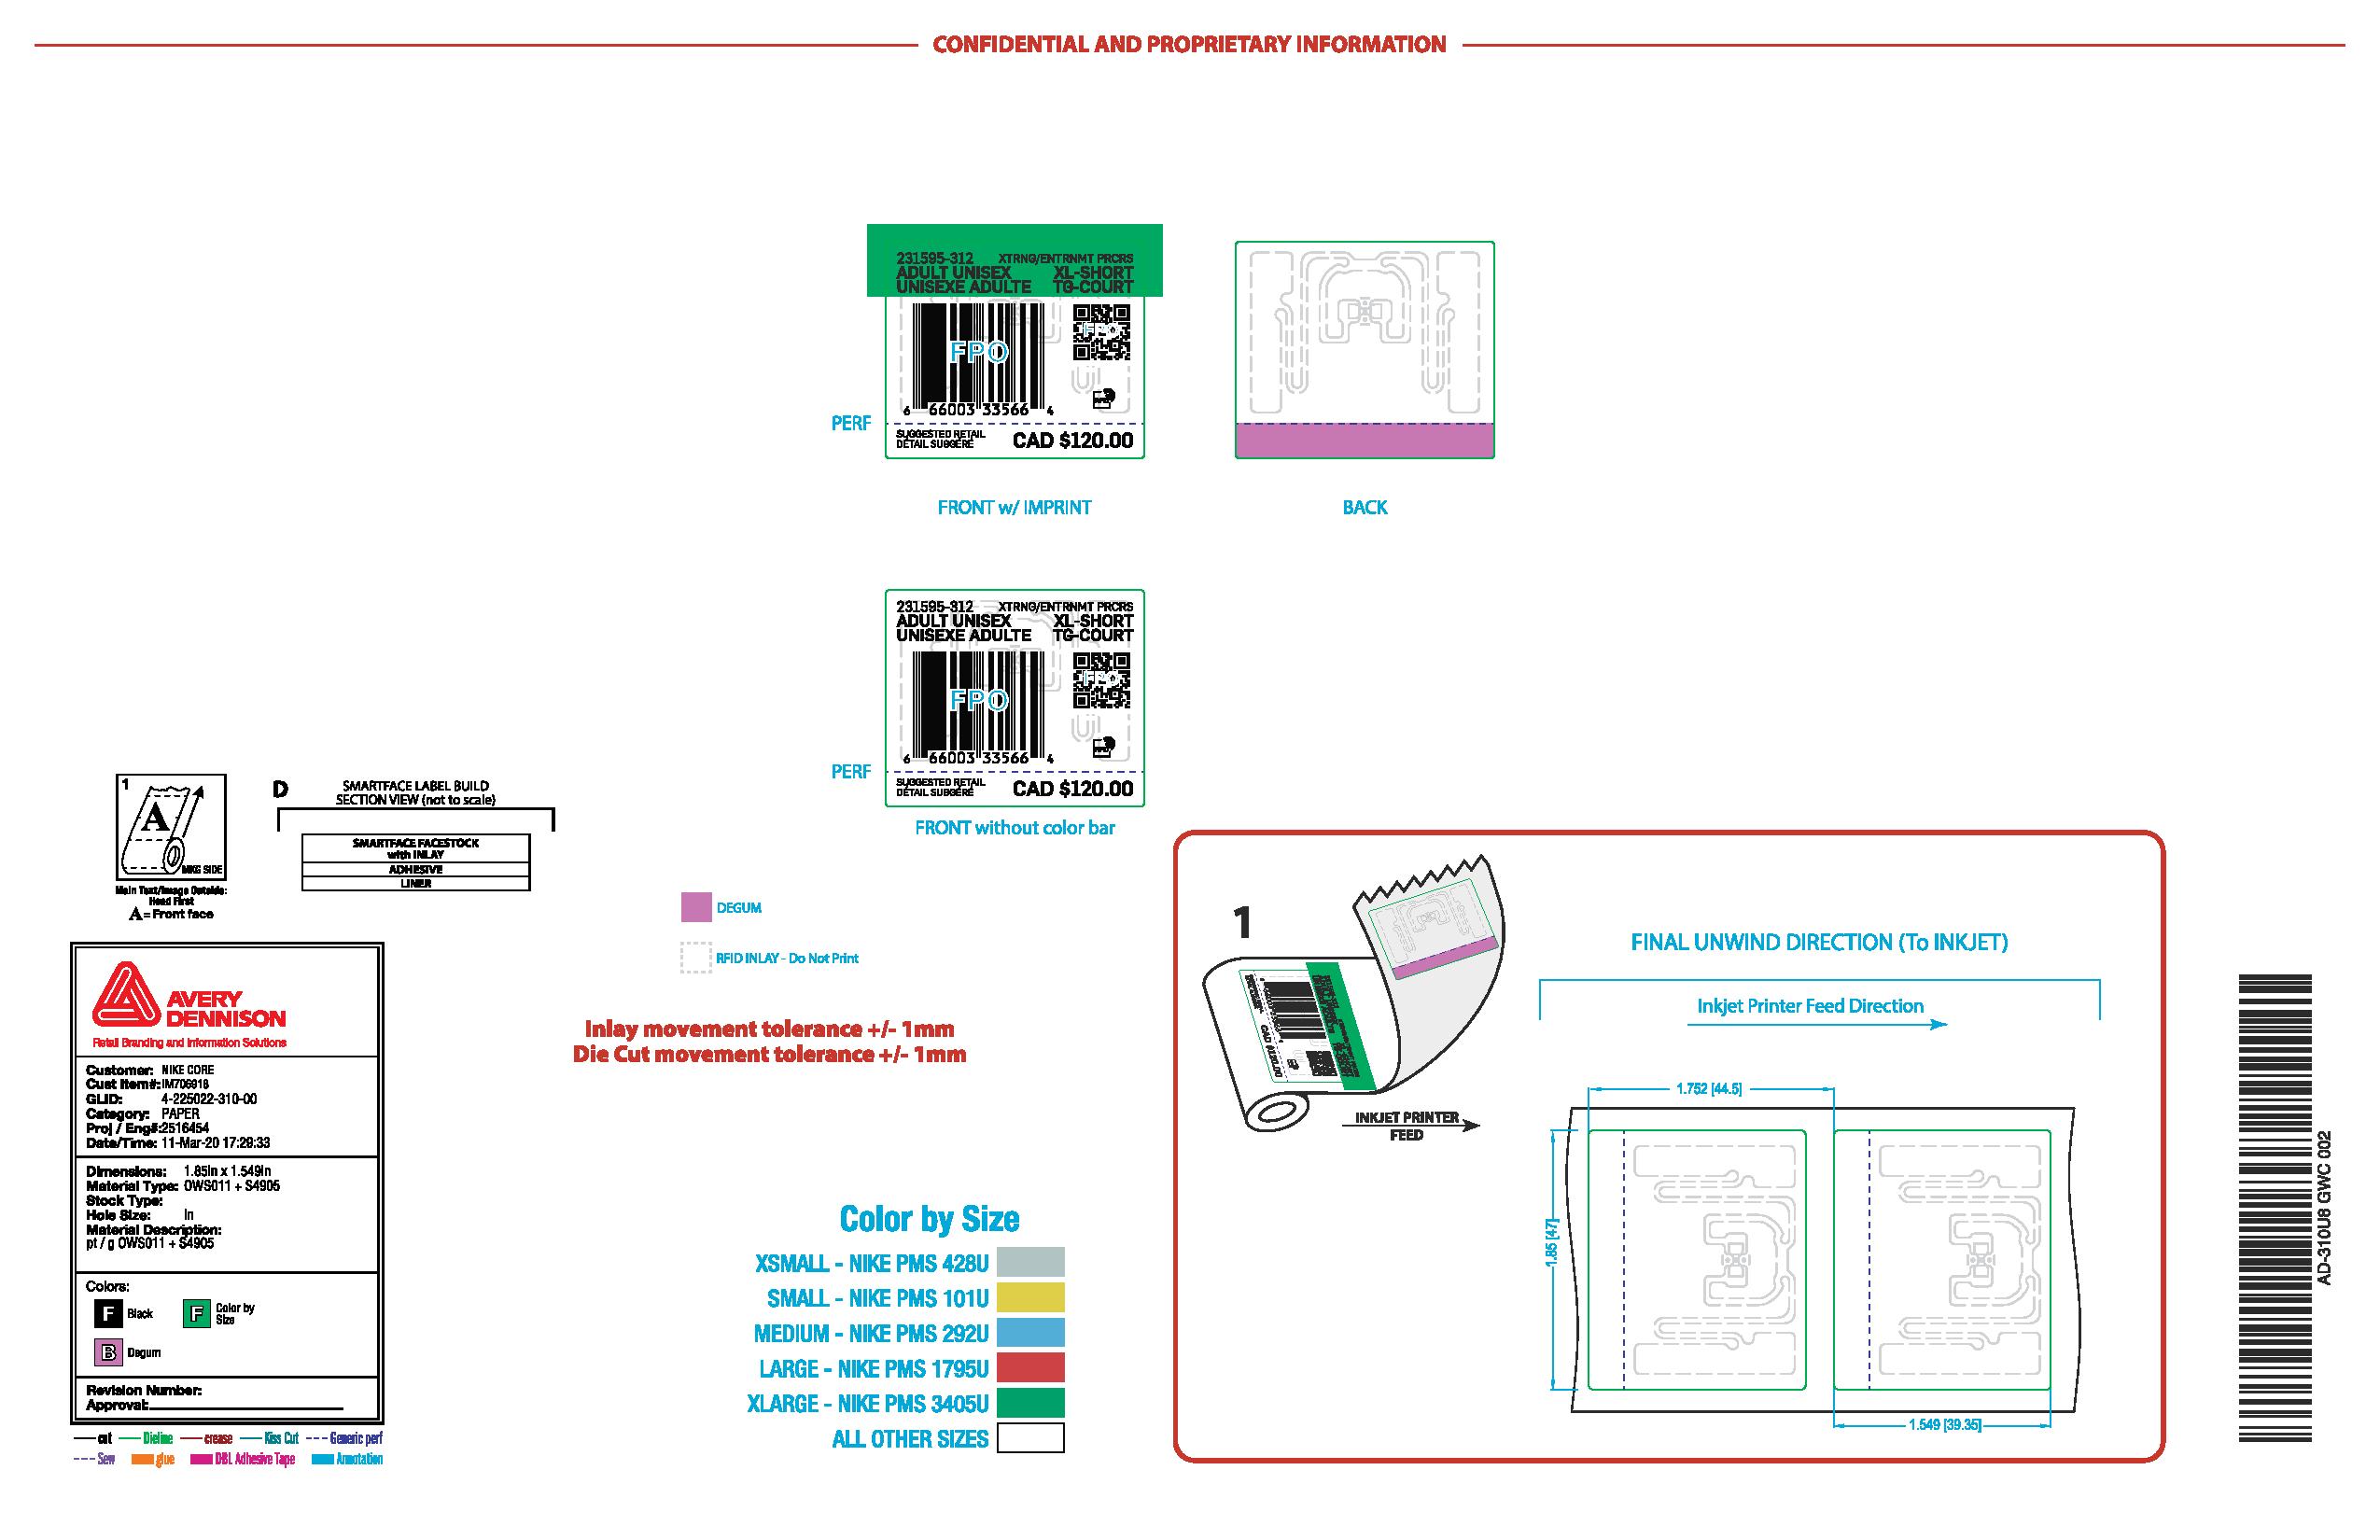 CONFIDENTIAL AND PROPRIETARY INFORMATION
231595-312 XTRNG/ENTRNMT PRCRS
ADULT UNISEX XL-SHORT
UNISEXE ADULTE TG-COURT
FPO
FPO
6 66003 33566 4
PERF
SUGGESTED RETAIL
DÉTAIL SUGGÉRÉ
CAD $120.00
FRONT w/ IMPRINT
BACK
231595-312 XTRNG/ENTRNMT PRCRS
ADULT UNISEX XL-SHORT
UNISEXE ADULTE TG-COURT
FPO
FPO
6 66003 33566 4
PERF
SUGGESTED RETAIL
DÉTAIL SUGGÉRÉ
CAD $120.00
FRONT without color bar
1
A
MKG SIDE
Main Text/Image Outside:
Head First
A = Front face
D
SMARTFACE LABEL BUILD
SECTION VIEW (not to scale)
SMARTFACE FACESTOCK
with INLAY
ADHESIVE
LINER
DEGUM
RFID INLAY - Do Not Print
Inlay movement tolerance +/- 1mm
Die Cut movement tolerance +/- 1mm
AVERY
DENNISON
Retail Branding and Information Solutions
Customer: NIKE CORE
Cust Item#: IM706918
GLID: 4-225022-310-00
Category: PAPER
Proj / Eng#:2516454
Date/Time: 11-Mar-20 17:29:33
Dimensions: 1.85in x 1.549in
Material Type: OWS011 + S4905
Stock Type:
Hole Size: in
Material Description:
pt / g OWS011 + S4905
Colors:
F Black
F Color by
Size
B Degum
Revision Number:
Approval:
cut Dieline crease Kiss Cut Generic perf
Sew glue DBL Adhesive Tape Annotation
Color by Size
XSMALL - NIKE PMS 428U
SMALL - NIKE PMS 101U
MEDIUM - NIKE PMS 292U
LARGE - NIKE PMS 1795U
XLARGE - NIKE PMS 3405U
ALL OTHER SIZES
1
CAD $120.00
INKJET PRINTER
FEED
FINAL UNWIND DIRECTION (To INKJET)
Inkjet Printer Feed Direction
1.752 [44.5]
1.85 [47]
1.549 [39.35]
AD-310U8 GWC 002